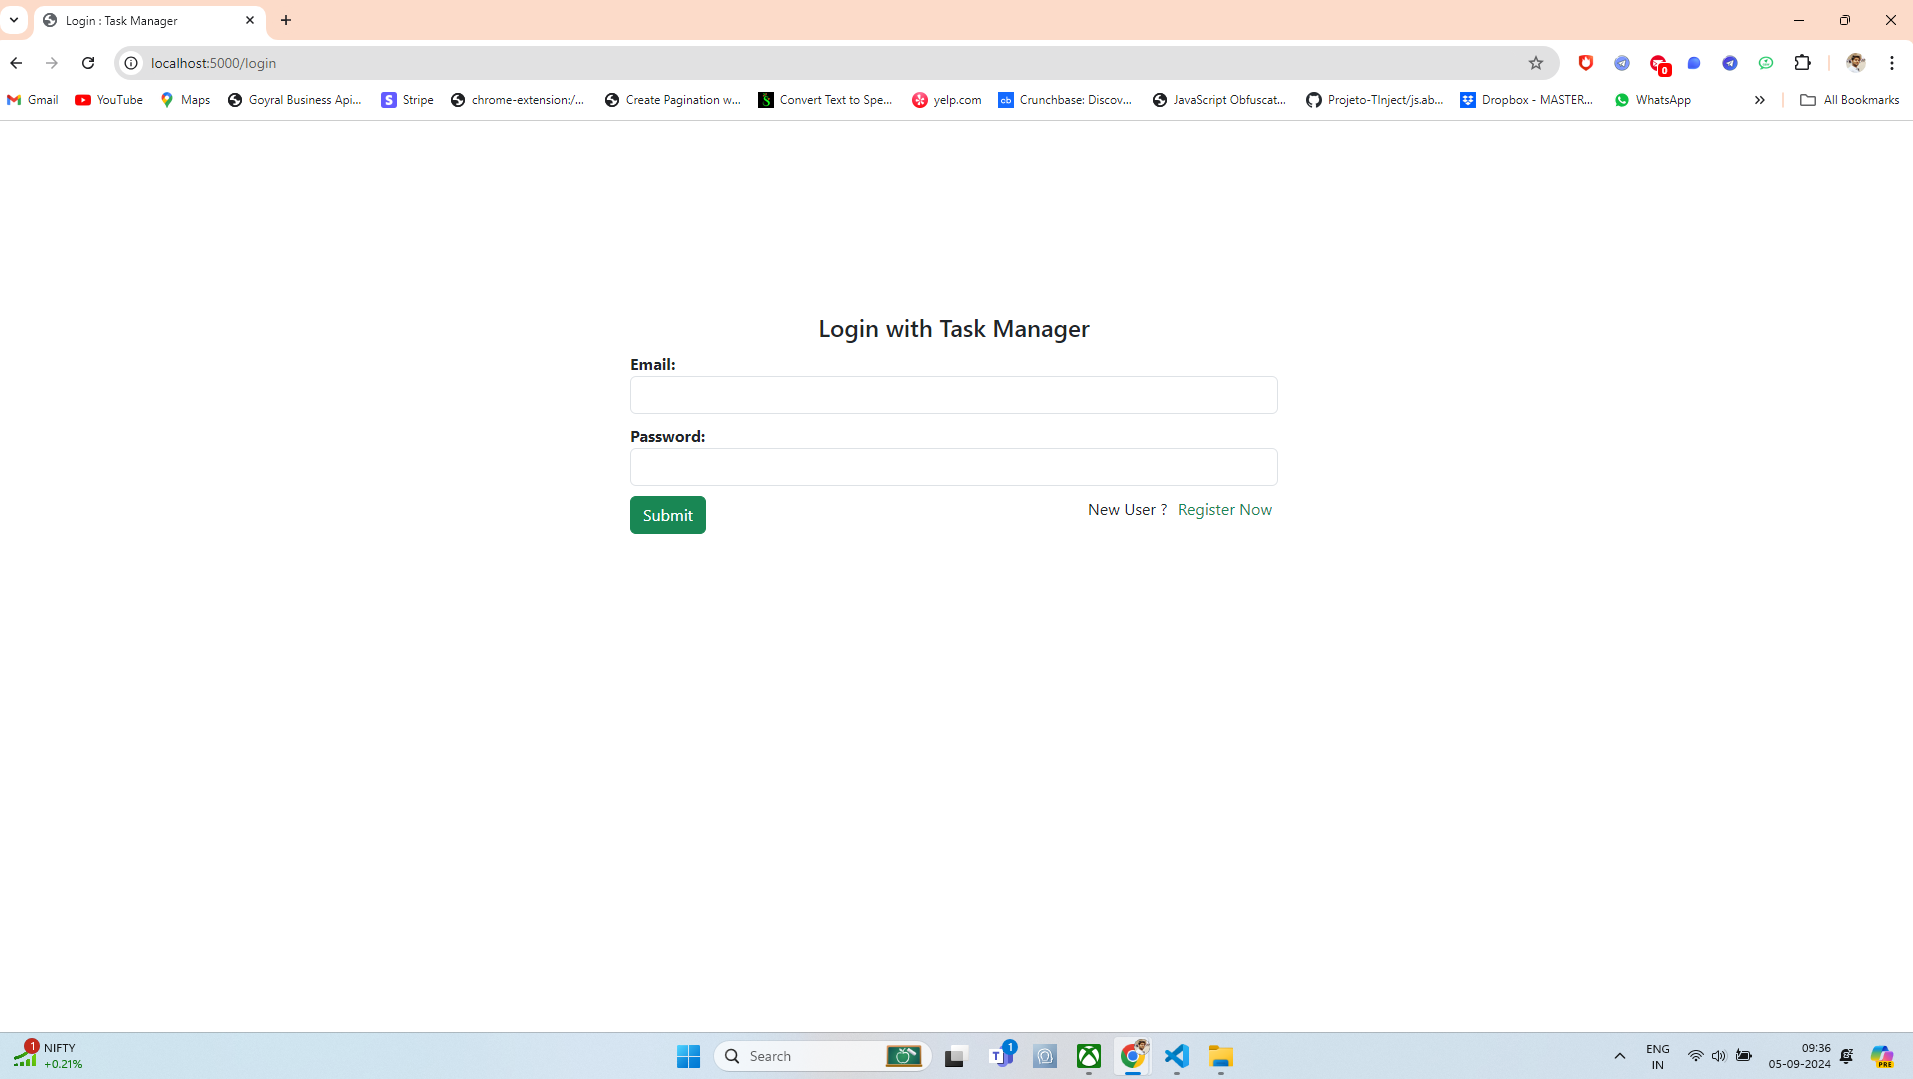 Login : Task Manager
localhost:5000/login
Gmail YouTube Maps Goyral Business Api... Stripe chrome-extension:/... Create Pagination w... Convert Text to Spe... yelp.com Crunchbase: Discov... JavaScript Obfuscat... Projeto-TInject/js.ab... Dropbox - MASTER... WhatsApp All Bookmarks
0
Login with Task Manager
Email:
Password:
Submit New User ? Register Now
1 NIFTY
+0.21%
Search
1
ENG
IN
09:36
05-09-2024
PRE